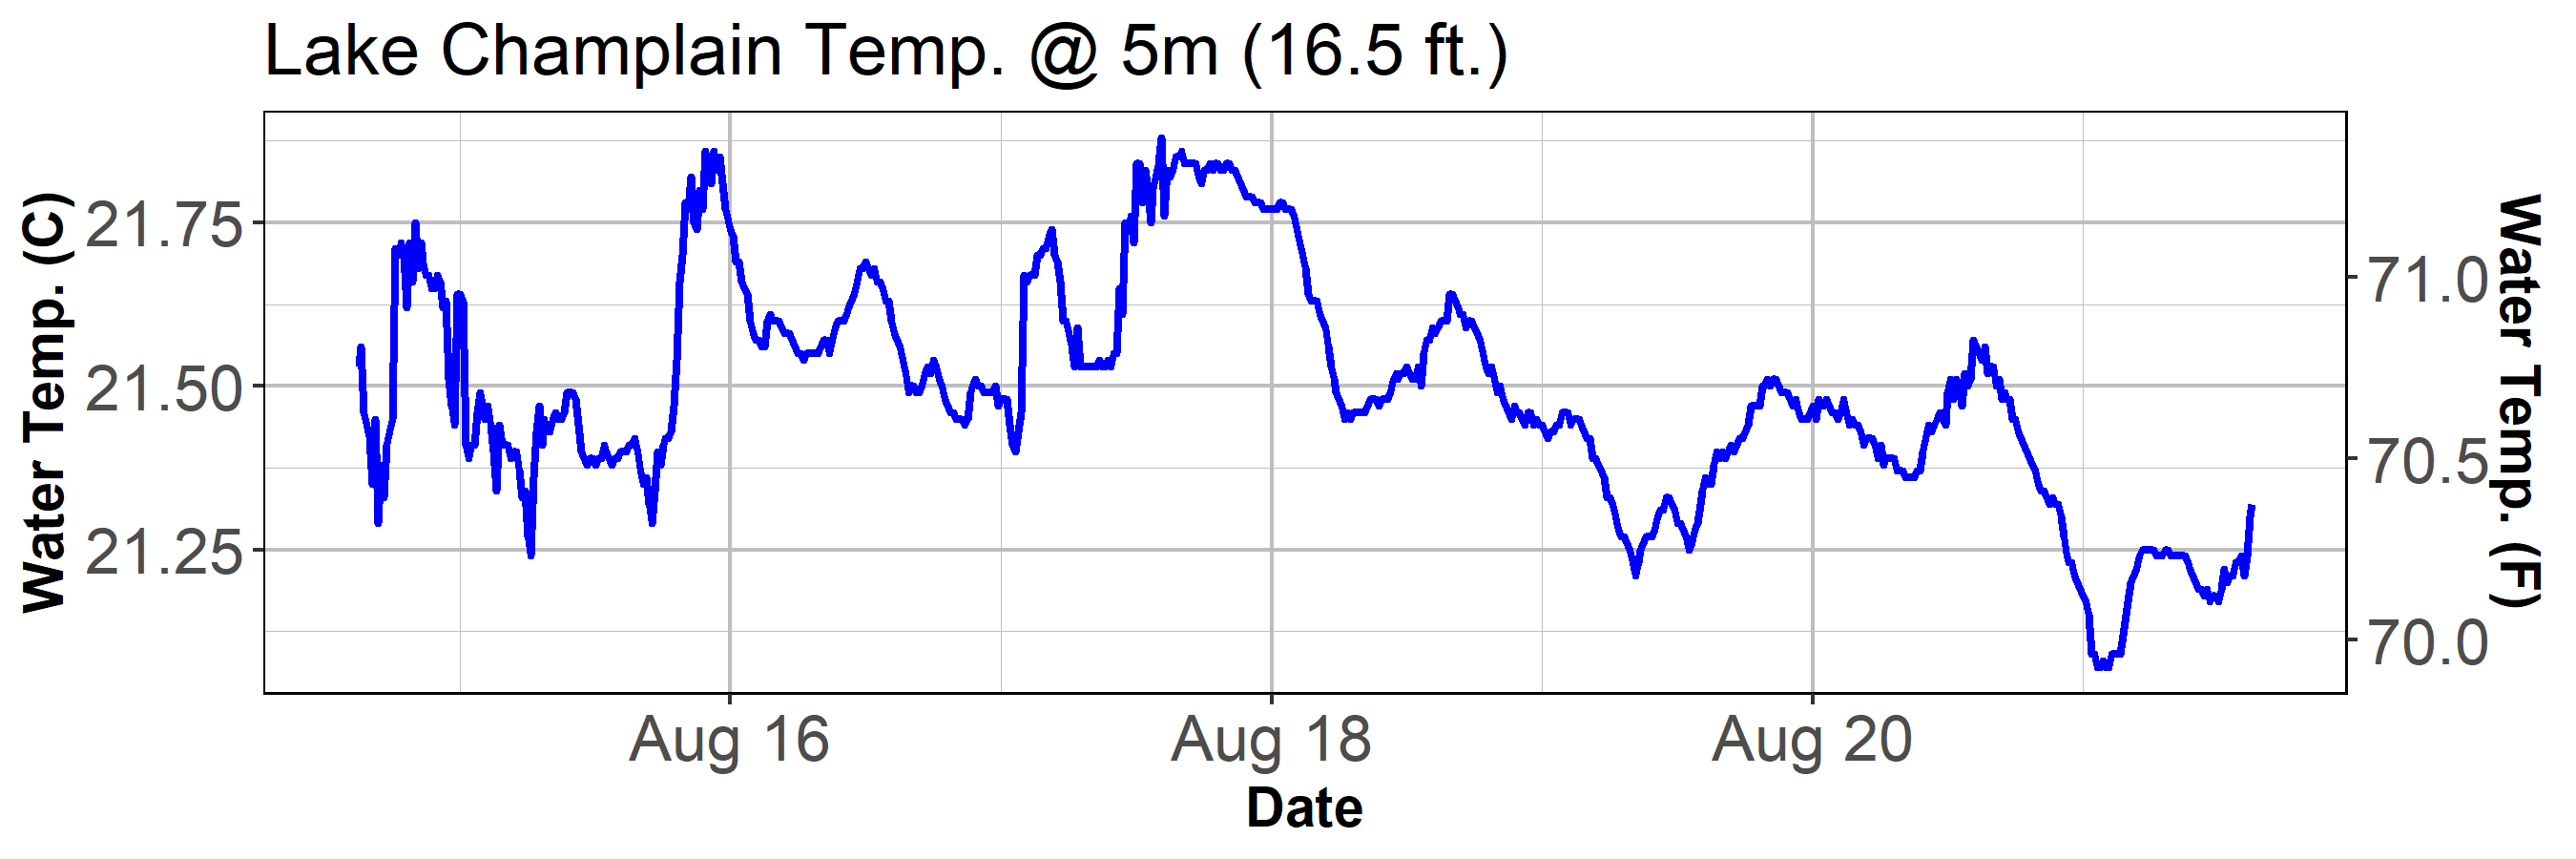 Lake Champlain Temp. @ 5m (16.5 ft.)
Water Temp. (C)
21.75
21.50
21.25
71.0
70.5
70.0
Water Temp. (F)
Aug 16
Aug 18
Aug 20
Date